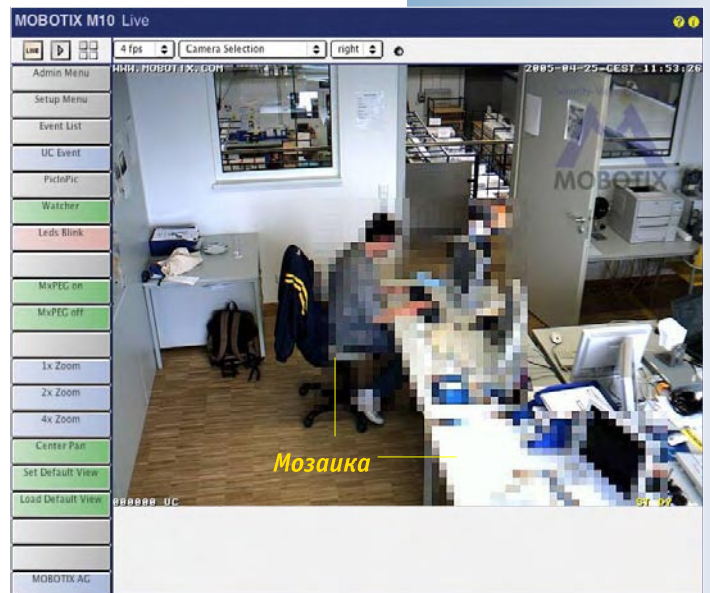 MOBOTIX M10 Live
LIVE
4 fps
Camera Selection
right
Admin Menu
Setup Menu
Event List
UC Event
PicInPic
Watcher
Leds Blink
MxPEG on
MxPEG off
1x Zoom
2x Zoom
4x Zoom
Center Pan
Set Default View
Load Default View
MOBOTIX AG
WWW.MOBOTIX.COM
2005-04-25 CEST 11:53:26
MOBOTIX
Мозаика
000000 UC